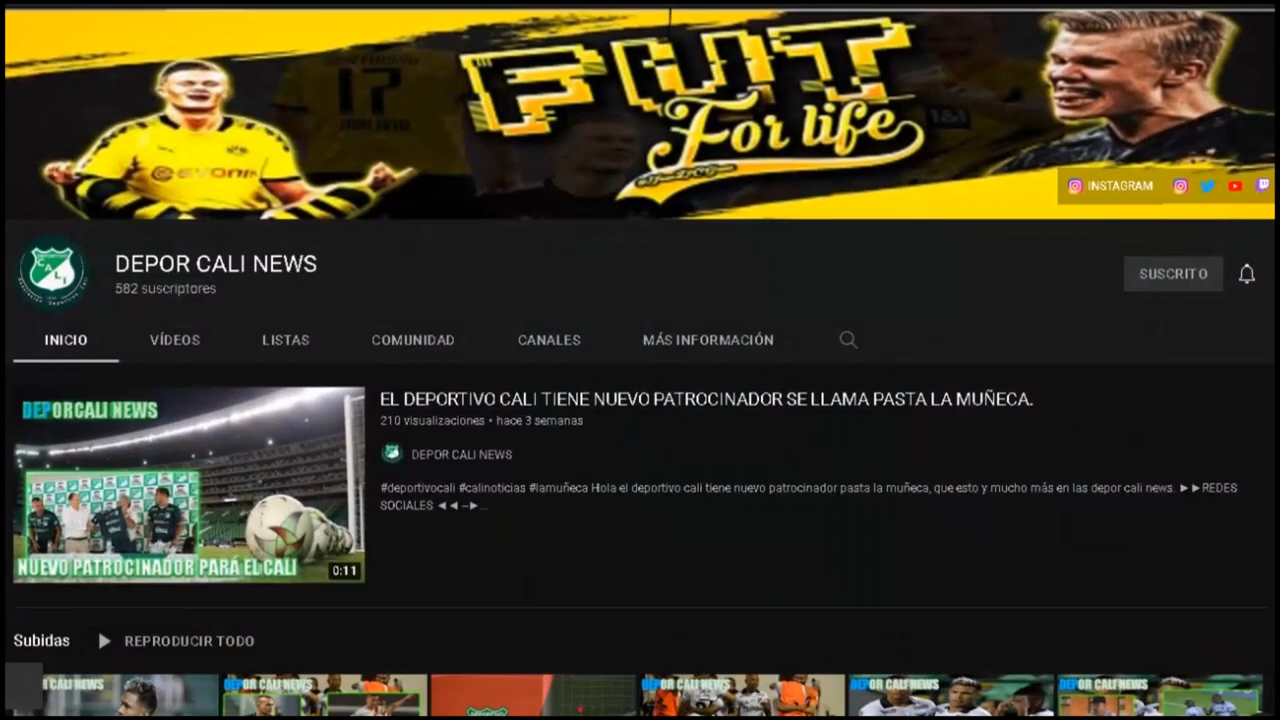 17
FUT
For life
EVONIK
INSTAGRAM
DEPOR CALI NEWS
582 suscriptores
SUSCRITO
INICIO
VÍDEOS
LISTAS
COMUNIDAD
CANALES
MÁS INFORMACIÓN
DEPORCALI NEWS
NUEVO PATROCINADOR PARÁ EL CALI
0:11
EL DEPORTIVO CALI TIENE NUEVO PATROCINADOR SE LLAMA PASTA LA MUÑECA.
210 visualizaciones • hace 3 semanas
DEPOR CALI NEWS
#deportivocali #calinoticias #lamuñeca Hola el deportivo cali tiene nuevo patrocinador pasta la muñeca, que esto y mucho más en las depor cali news. ►►REDES
SOCIALES ◄◄ –►...
Subidas
REPRODUCIR TODO
CALI NEWS
DEPOR CALI NEWS
DEPOR CALI NEWS
DEPOR CALI NEWS
DEPOR CALI NEWS